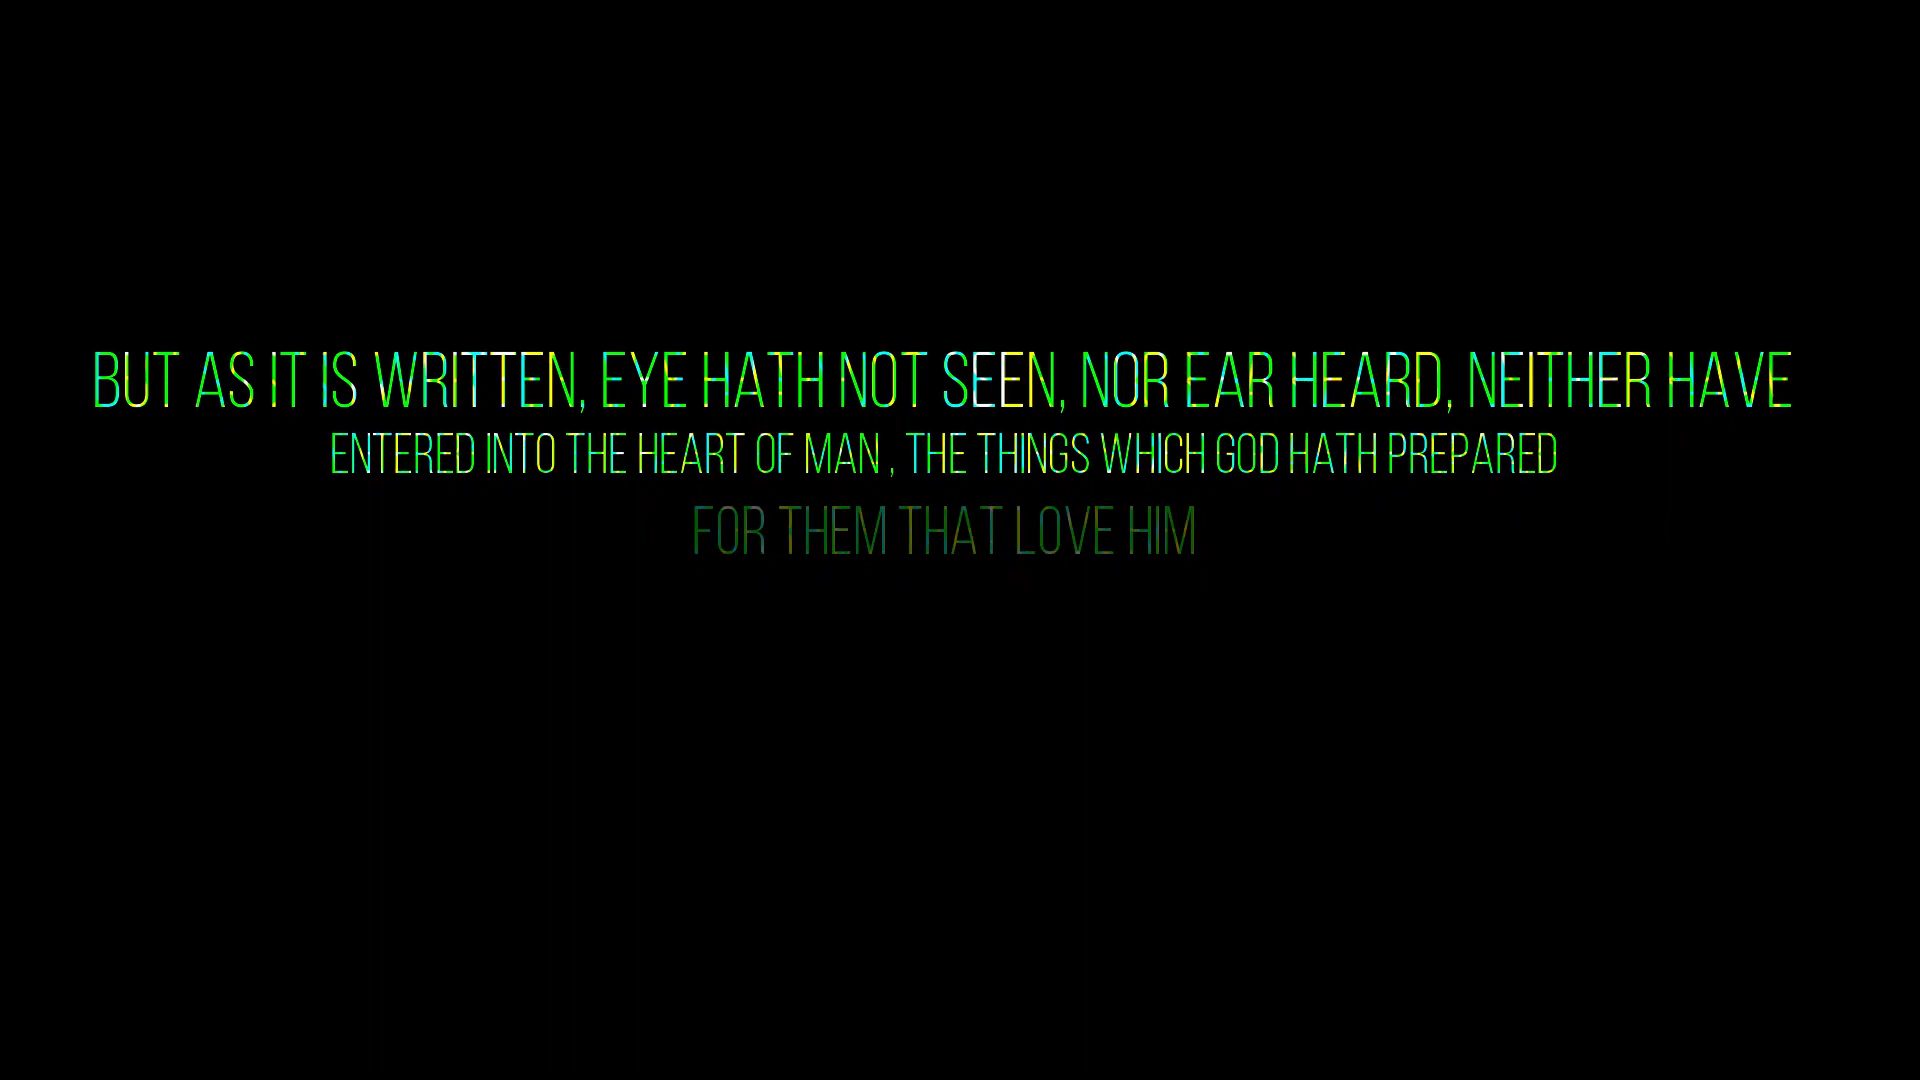 BUT AS IT IS WRITTEN, EYE HATH NOT SEEN, NOR EAR HEARD, NEITHER HAVE
ENTERED INTO THE HEART OF MAN , THE THINGS WHICH GOD HATH PREPARED
FOR THEM THAT LOVE HIM